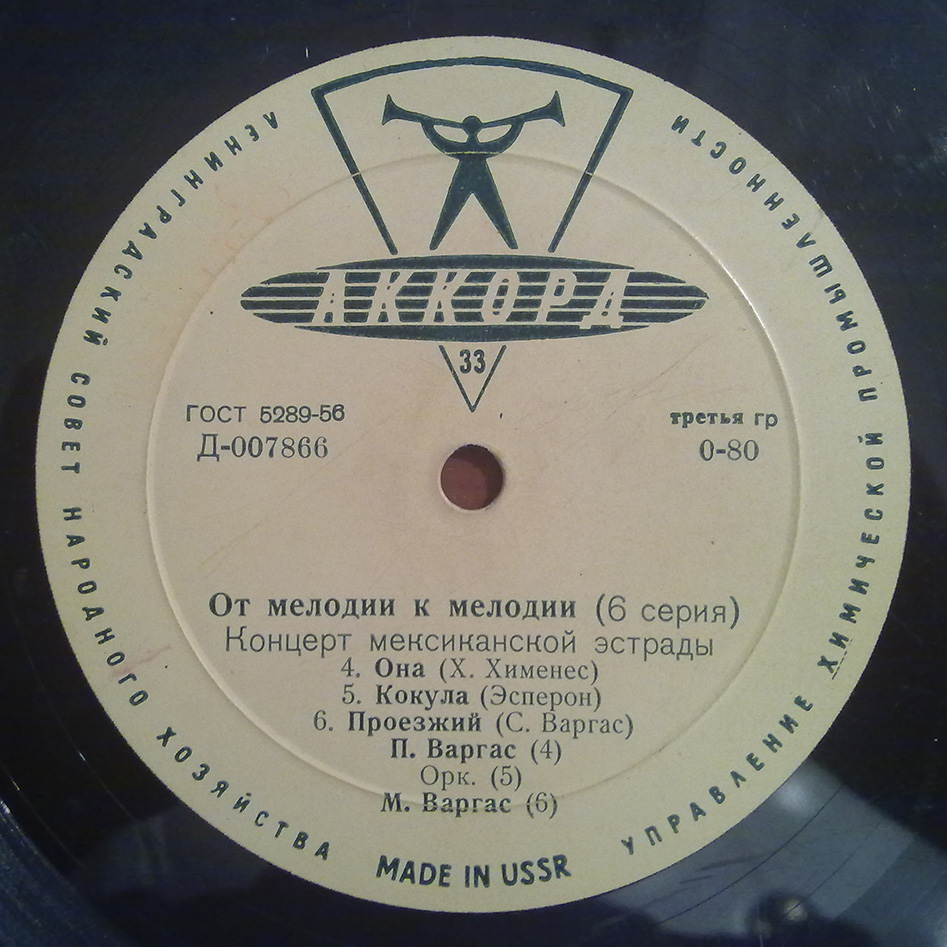 ЛЕНИНГРАДСКИЙ СОВЕТ НАРОДНОГО ХОЗЯЙСТВА
УПРАВЛЕНИЕ ХИМИЧЕСКОЙ ПРОМЫШЛЕННОСТИ
АККОРД
33
ГОСТ 5289-56
третья гр
Д-007866
0-80
От мелодии к мелодии (6 серия)
Концерт мексиканской эстрады
4. Она (Х. Хименес)
5. Кокула (Эсперон)
6. Проезжий (С. Варгас)
П. Варгас (4)
Орк. (5)
М. Варгас (6)
MADE IN USSR